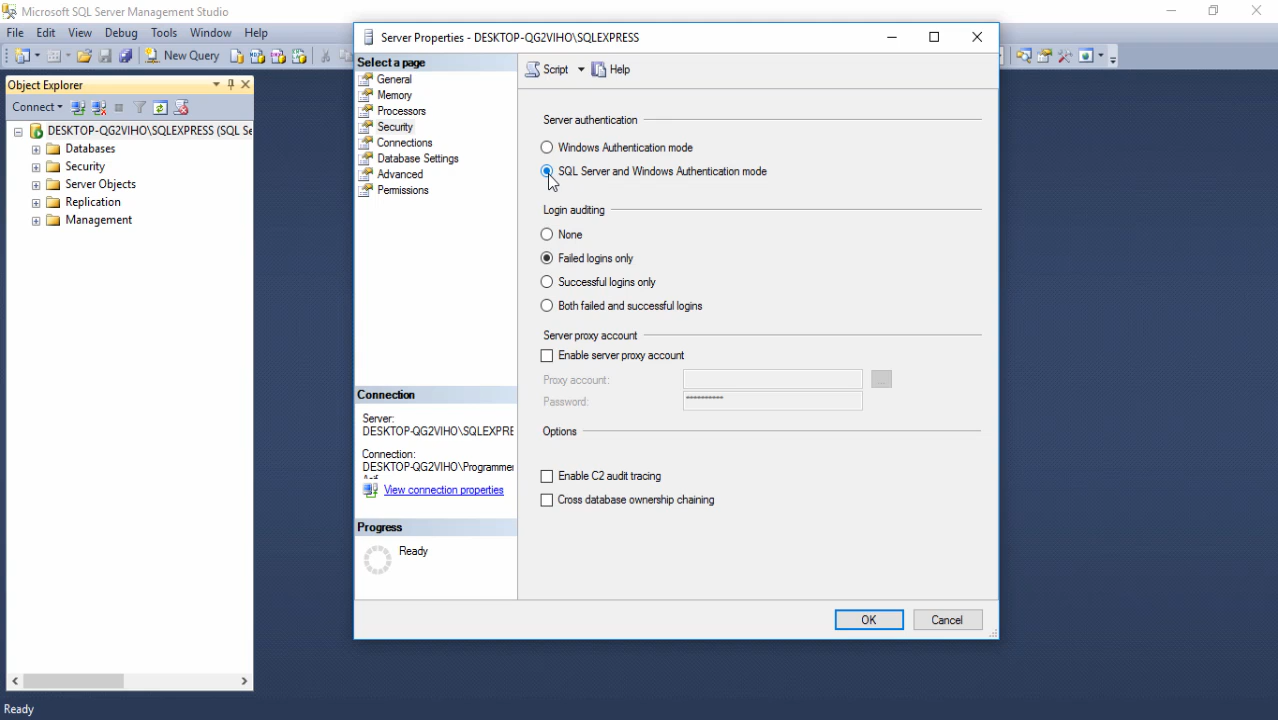 Microsoft SQL Server Management Studio
File Edit View Debug Tools Window Help
New Query
Object Explorer
Connect
DESKTOP-QG2VIHO\SQLEXPRESS (SQL Se
Databases
Security
Server Objects
Replication
Management
Server Properties - DESKTOP-QG2VIHO\SQLEXPRESS
Select a page
General
Memory
Processors
Security
Connections
Database Settings
Advanced
Permissions
Connection
Server:
DESKTOP-QG2VIHO\SQLEXPRE
Connection:
DESKTOP-QG2VIHO\Programme
View connection properties
Progress
Ready
Script Help
Server authentication
Windows Authentication mode
SQL Server and Windows Authentication mode
Login auditing
None
Failed logins only
Successful logins only
Both failed and successful logins
Server proxy account
Enable server proxy account
Proxy account:
...
Password: **********
Options
Enable C2 audit tracing
Cross database ownership chaining
OK Cancel
Ready